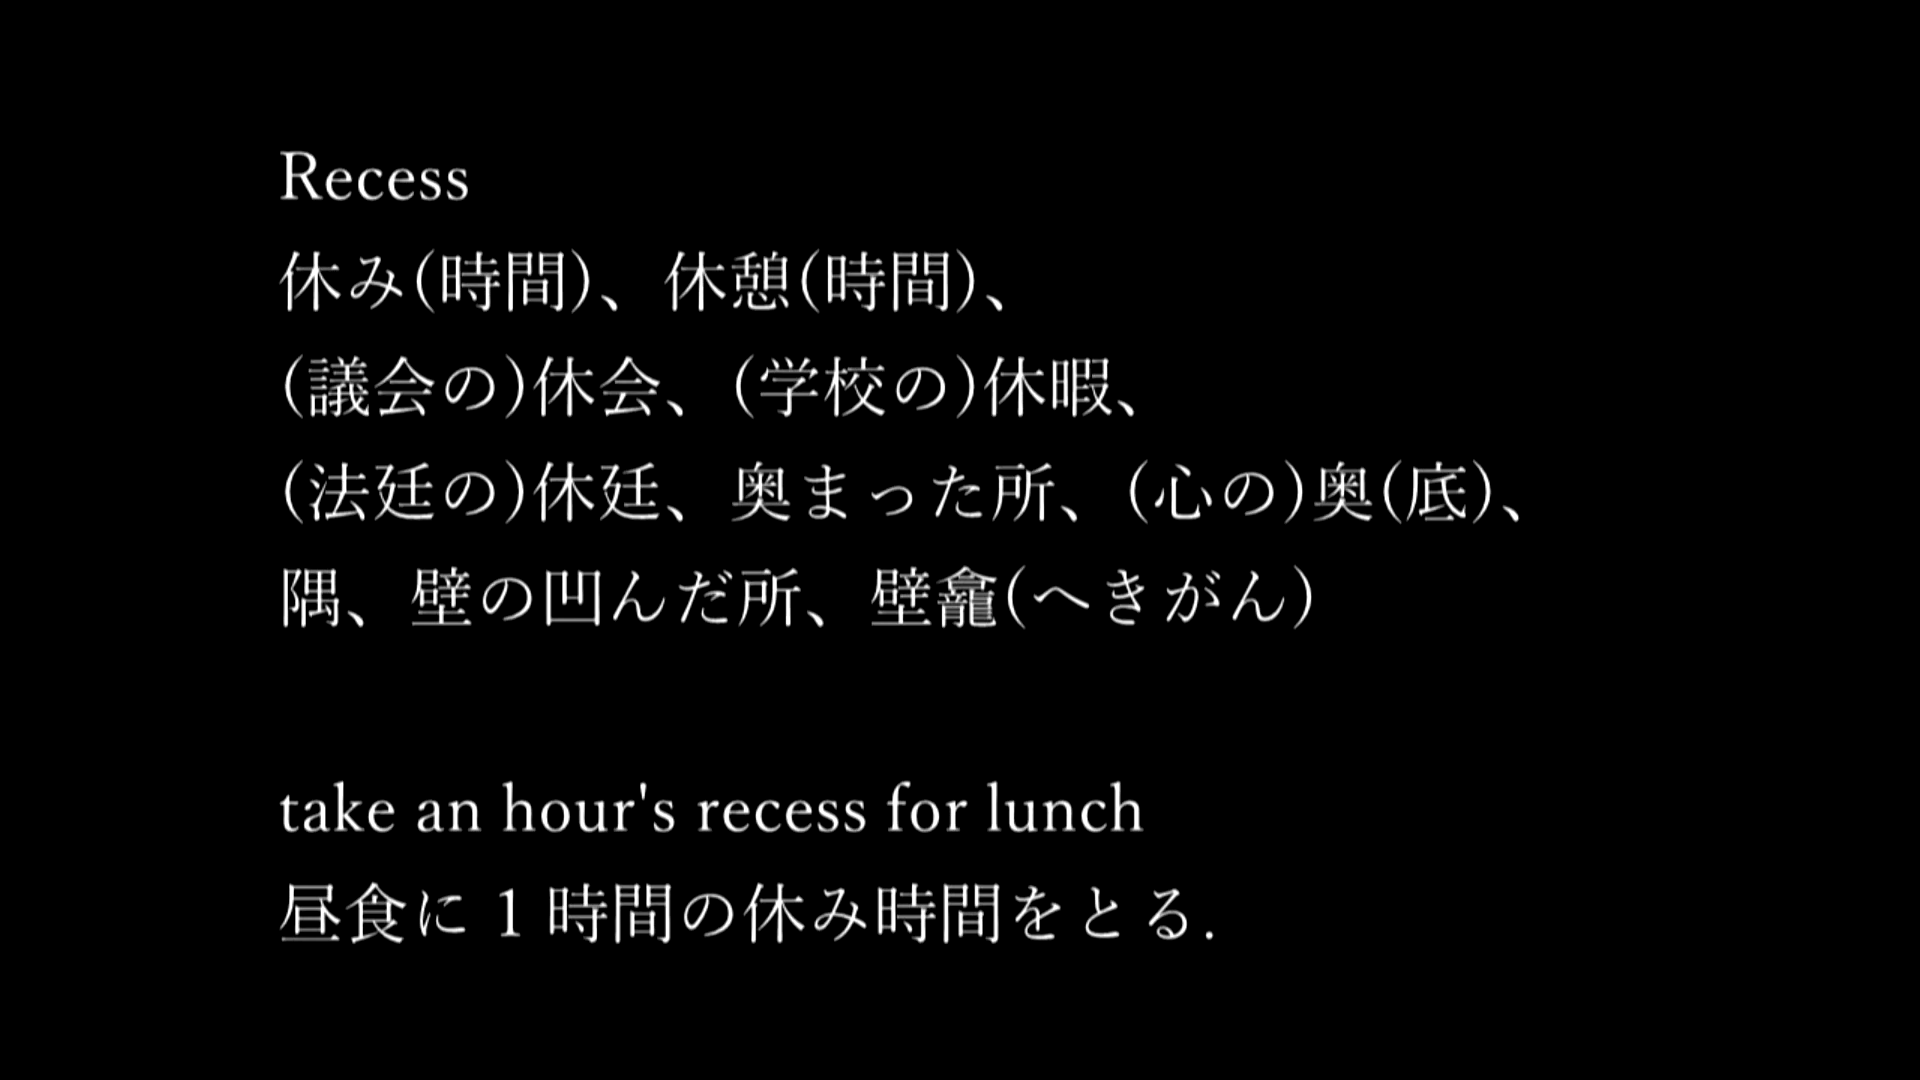 Recess
休み(時間)、休憩(時間)、
(議会の)休会、(学校の)休暇、
(法廷の)休廷、奥まった所、(心の)奥(底)、
隅、壁の凹んだ所、壁龕(へきがん)
take an hour's recess for lunch
昼食に 1 時間の休み時間をとる.